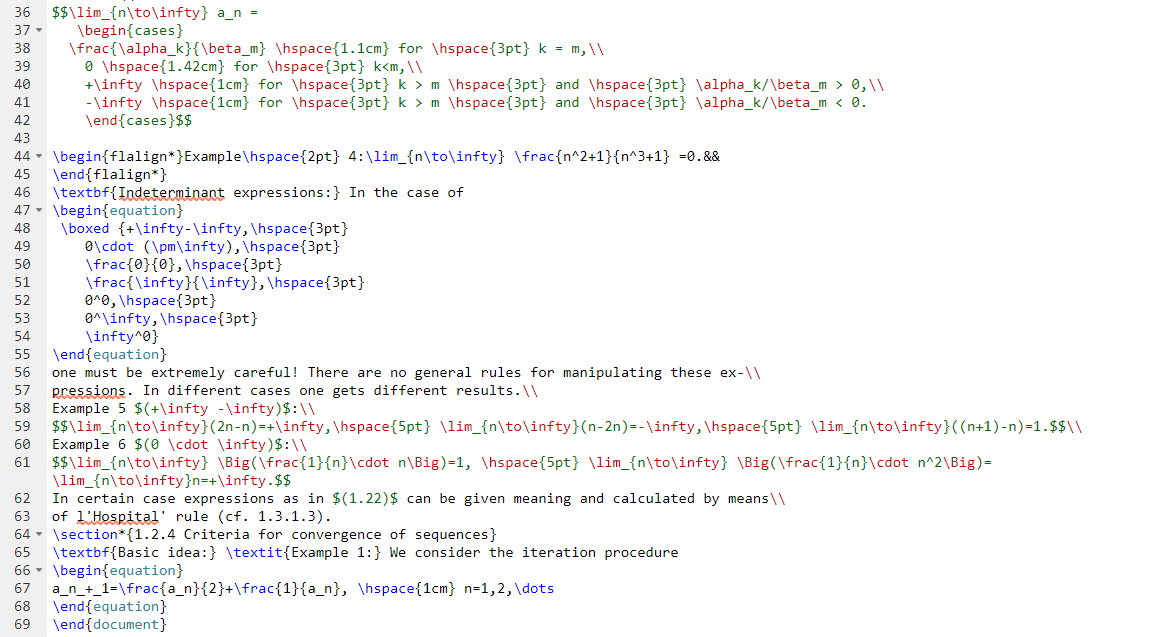 36 $$\lim_{n\to\infty} a_n =
37 \begin{cases}
38 \frac{\alpha_k}{\beta_m} \hspace{1.1cm} for \hspace{3pt} k = m,\\
39 0 \hspace{1.42cm} for \hspace{3pt} k<m,\\
40 +\infty \hspace{1cm} for \hspace{3pt} k > m \hspace{3pt} and \hspace{3pt} \alpha_k/\beta_m > 0,\\
41 -\infty \hspace{1cm} for \hspace{3pt} k > m \hspace{3pt} and \hspace{3pt} \alpha_k/\beta_m < 0.
42 \end{cases}$$
43
44 \begin{flalign*}Example\hspace{2pt} 4:\lim_{n\to\infty} \frac{n^2+1}{n^3+1} =0.&&
45 \end{flalign*}
46 \textbf{Indeterminant expressions:} In the case of
47 \begin{equation}
48 \boxed {+\infty-\infty,\hspace{3pt}
49 0\cdot (\pm\infty),\hspace{3pt}
50 \frac{0}{0},\hspace{3pt}
51 \frac{\infty}{\infty},\hspace{3pt}
52 0^0,\hspace{3pt}
53 0^\infty,\hspace{3pt}
54 \infty^0}
55 \end{equation}
56 one must be extremely careful! There are no general rules for manipulating these ex-\\
57 pressions. In different cases one gets different results.\\
58 Example 5 $(+\infty -\infty)$:\\
59 $$\lim_{n\to\infty}(2n-n)=+\infty,\hspace{5pt} \lim_{n\to\infty}(n-2n)=-\infty,\hspace{5pt} \lim_{n\to\infty}((n+1)-n)=1.$$\\
60 Example 6 $(0 \cdot \infty)$:\\
61 $$\lim_{n\to\infty} \Big(\frac{1}{n}\cdot n\Big)=1, \hspace{5pt} \lim_{n\to\infty} \Big(\frac{1}{n}\cdot n^2\Big)=
\lim_{n\to\infty}n=+\infty.$$
62 In certain case expressions as in $(1.22)$ can be given meaning and calculated by means\\
63 of l'Hospital' rule (cf. 1.3.1.3).
64 \section*{1.2.4 Criteria for convergence of sequences}
65 \textbf{Basic idea:} \textit{Example 1:} We consider the iteration procedure
66 \begin{equation}
67 a_n_+_1=\frac{a_n}{2}+\frac{1}{a_n}, \hspace{1cm} n=1,2,\dots
68 \end{equation}
69 \end{document}